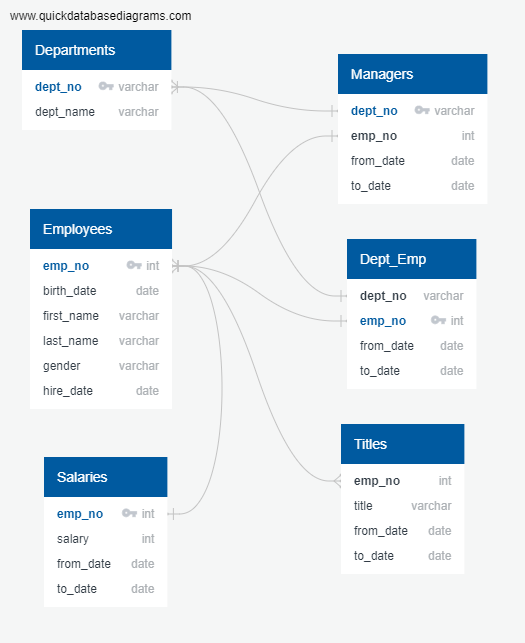 www.quickdatabasediagrams.com
Departments
dept_no varchar
dept_name varchar
Managers
dept_no varchar
emp_no int
from_date date
to_date date
Employees
emp_no int
birth_date date
first_name varchar
last_name varchar
gender varchar
hire_date date
Dept_Emp
dept_no varchar
emp_no int
from_date date
to_date date
Salaries
emp_no int
salary int
from_date date
to_date date
Titles
emp_no int
title varchar
from_date date
to_date date